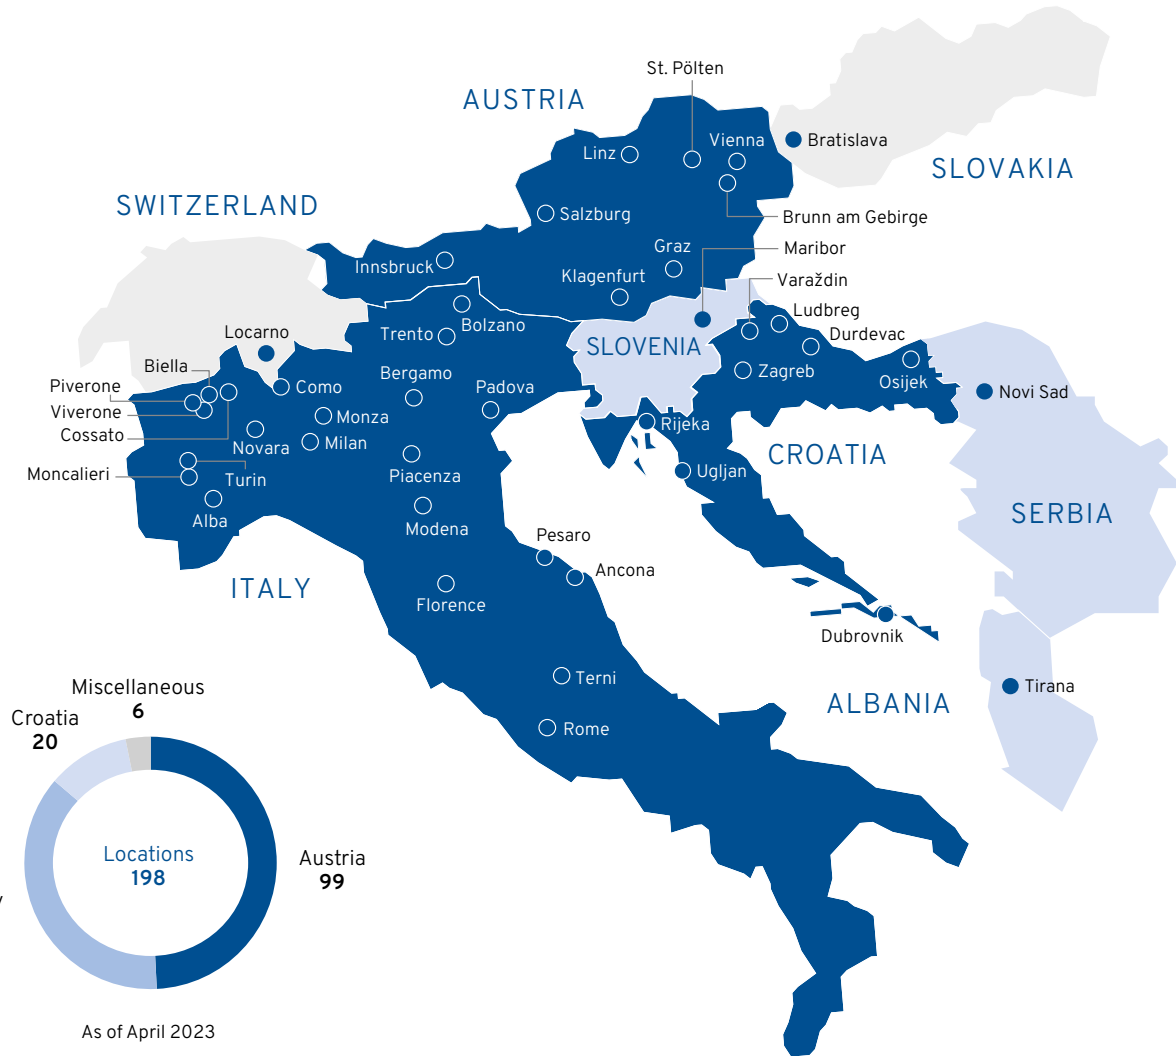 St. Pölten
AUSTRIA
Vienna
Linz
Bratislava
SLOVAKIA
SWITZERLAND
Salzburg
Brunn am Gebirge
Maribor
Graz
Innsbruck
Klagenfurt
Varaždin
Ludbreg
Bolzano
Locarno
Trento
Durdevac
SLOVENIA
Biella
Bergamo
Zagreb
Osijek
Piverone
Como
Padova
Novi Sad
Viverone
Monza
Rijeka
Cossato
Novara
Milan
CROATIA
Moncalieri
Turin
Piacenza
Ugljan
Alba
SERBIA
Modena
Pesaro
ITALY
Ancona
Florence
Dubrovnik
Terni
Tirana
Miscellaneous
6
ALBANIA
Croatia
20
Rome
Locations
198
Austria
99
As of April 2023